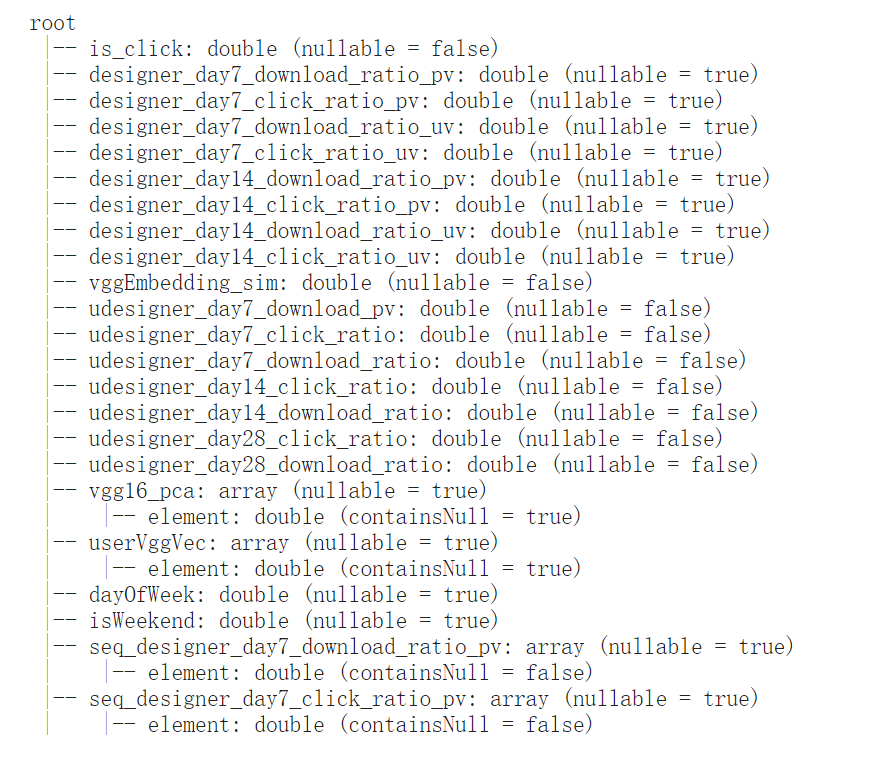 root
|-- is_click: double (nullable = false)
|-- designer_day7_download_ratio_pv: double (nullable = true)
|-- designer_day7_click_ratio_pv: double (nullable = true)
|-- designer_day7_download_ratio_uv: double (nullable = true)
|-- designer_day7_click_ratio_uv: double (nullable = true)
|-- designer_day14_download_ratio_pv: double (nullable = true)
|-- designer_day14_click_ratio_pv: double (nullable = true)
|-- designer_day14_download_ratio_uv: double (nullable = true)
|-- designer_day14_click_ratio_uv: double (nullable = true)
|-- vggEmbedding_sim: double (nullable = false)
|-- udesigner_day7_download_pv: double (nullable = false)
|-- udesigner_day7_click_ratio: double (nullable = false)
|-- udesigner_day7_download_ratio: double (nullable = false)
|-- udesigner_day14_click_ratio: double (nullable = false)
|-- udesigner_day14_download_ratio: double (nullable = false)
|-- udesigner_day28_click_ratio: double (nullable = false)
|-- udesigner_day28_download_ratio: double (nullable = false)
|-- vgg16_pca: array (nullable = true)
|    |-- element: double (containsNull = true)
|-- userVggVec: array (nullable = true)
|    |-- element: double (containsNull = true)
|-- dayOfWeek: double (nullable = true)
|-- isWeekend: double (nullable = true)
|-- seq_designer_day7_download_ratio_pv: array (nullable = true)
|    |-- element: double (containsNull = false)
|-- seq_designer_day7_click_ratio_pv: array (nullable = true)
|    |-- element: double (containsNull = false)